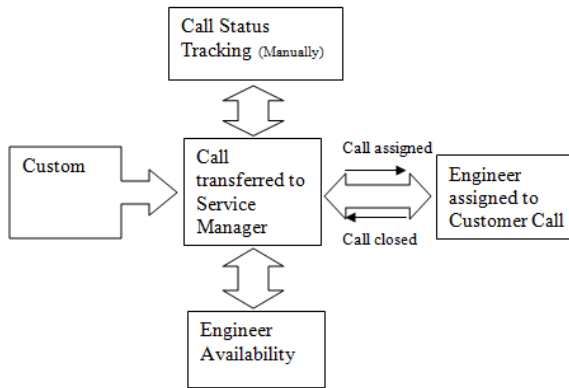 Call Status
Tracking (Manually)
Custom
Call
transferred to
Service
Manager
Call assigned
Call closed
Engineer
assigned to
Customer Call
Engineer
Availability